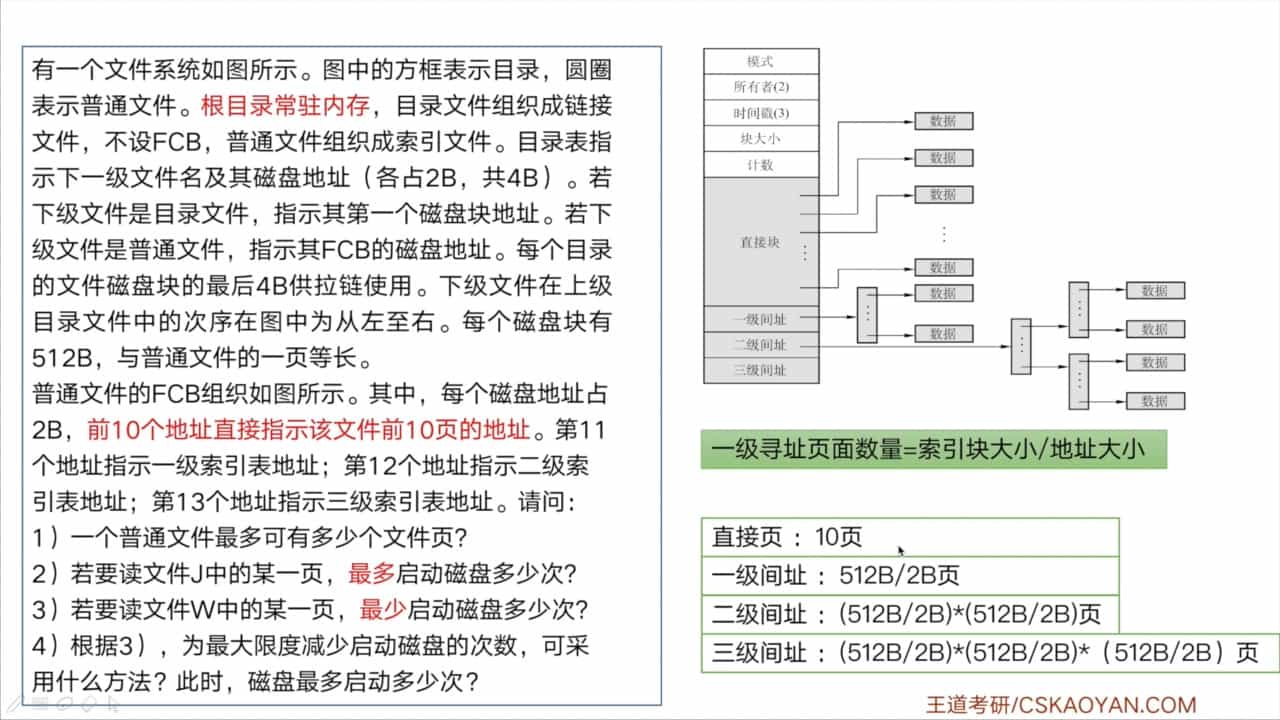 有一个文件系统如图所示。图中的方框表示目录，圆圈
表示普通文件。根目录常驻内存，目录文件组织成链接
文件，不设FCB，普通文件组织成索引文件。目录表指
示下一级文件名及其磁盘地址（各占2B，共4B）。若
下级文件是目录文件，指示其第一个磁盘块地址。若下
级文件是普通文件，指示其FCB的磁盘地址。每个目录
的文件磁盘块的最后4B供拉链使用。下级文件在上级
目录文件中的次序在图中为从左至右。每个磁盘块有
512B，与普通文件的一页等长。
普通文件的FCB组织如图所示。其中，每个磁盘地址占
2B，前10个地址直接指示该文件前10页的地址。第11
个地址指示一级索引表地址；第12个地址指示二级索
引表地址；第13个地址指示三级索引表地址。请问：
1）一个普通文件最多可有多少个文件页？
2）若要读文件J中的某一页，最多启动磁盘多少次？
3）若要读文件W中的某一页，最少启动磁盘多少次？
4）根据3），为最大限度减少启动磁盘的次数，可采
用什么方法？此时，磁盘最多启动多少次？
模式
所有者(2)
时间戳(3)
块大小
计数
直接块
一级间址
二级间址
三级间址
数据
数据
数据
数据
数据
数据
数据
数据
数据
数据
一级寻址页面数量=索引块大小/地址大小
直接页：10页
一级间址：512B/2B页
二级间址：(512B/2B)*(512B/2B)页
三级间址：(512B/2B)*(512B/2B)*（512B/2B）页
王道考研/CSKAOYAN.COM